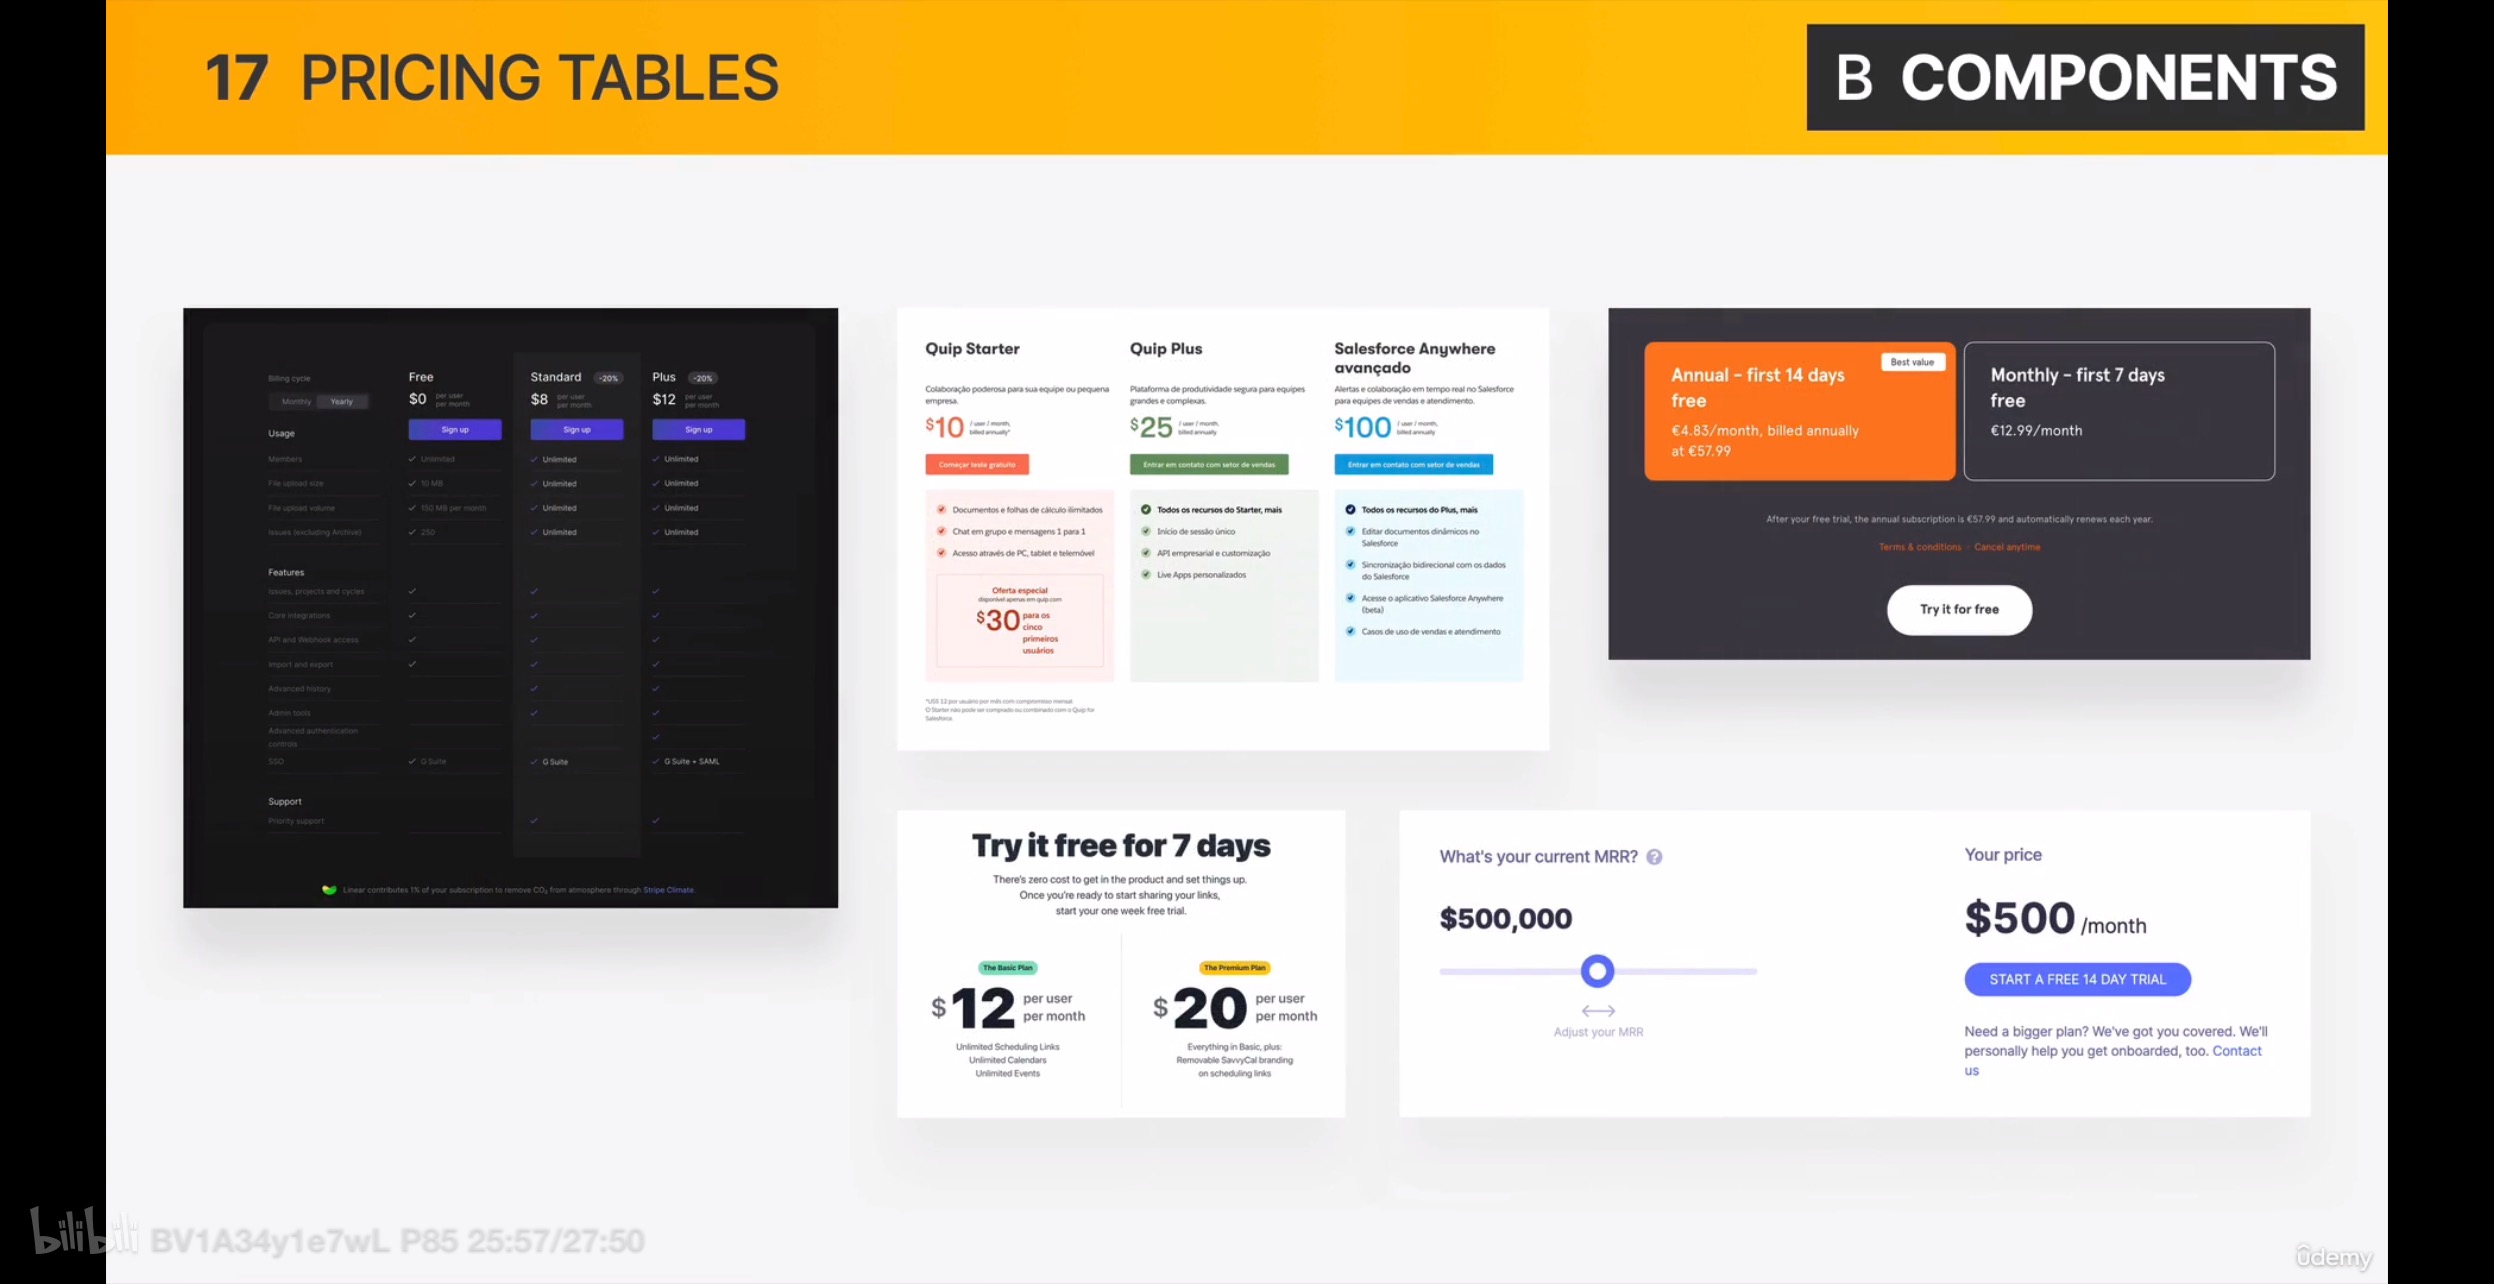 17 PRICING TABLES
B COMPONENTS
Billing cycle
Monthly Yearly
Free
$0 per user
per month
Sign up
Standard -20%
$8 per user
per month
Sign up
Plus -20%
$12 per user
per month
Sign up
Usage
Members Unlimited Unlimited Unlimited
File upload size 10 MB Unlimited Unlimited
File upload volume 150 MB per month Unlimited Unlimited
Issues (excluding Archive) 250 Unlimited Unlimited
Features
Issues, projects and cycles
Core integrations
API and Webhook access
Import and export
Advanced history
Admin tools
Advanced authentication
controls
SSO G Suite G Suite G Suite + SAML
Support
Priority support
Linear contributes 1% of your subscription to remove CO₂ from atmosphere through Stripe Climate.
Quip Starter
Colaboração poderosa para sua equipe ou pequena
empresa.
$10 / user / month,
billed annually*
Começar teste gratuito
Documentos e folhas de cálculo ilimitados
Chat em grupo e mensagens 1 para 1
Acesso através de PC, tablet e telemóvel
Oferta especial
disponível apenas em quip.com
$30 para os
cinco
primeiros
usuários
*US$ 12 por usuário por mês com compromisso mensal.
O Starter não pode ser comprado ou combinado com o Quip for
Salesforce.
Quip Plus
Plataforma de produtividade segura para equipes
grandes e complexas.
$25 / user / month,
billed annually
Entrar em contato com setor de vendas
Todos os recursos do Starter, mais
Início de sessão único
API empresarial e customização
Live Apps personalizados
Salesforce Anywhere
avançado
Alertas e colaboração em tempo real no Salesforce
para equipes de vendas e atendimento.
$100 / user / month,
billed annually
Entrar em contato com setor de vendas
Todos os recursos do Plus, mais
Editar documentos dinâmicos no
Salesforce
Sincronização bidirecional com os dados
do Salesforce
Acesse o aplicativo Salesforce Anywhere
(beta)
Casos de uso de vendas e atendimento
Best value
Annual – first 14 days
free
€4.83/month, billed annually
at €57.99
Monthly – first 7 days
free
€12.99/month
After your free trial, the annual subscription is €57.99 and automatically renews each year.
Terms & conditions · Cancel anytime
Try it for free
Try it free for 7 days
There's zero cost to get in the product and set things up.
Once you're ready to start sharing your links,
start your one week free trial.
The Basic Plan
$12 per user
per month
Unlimited Scheduling Links
Unlimited Calendars
Unlimited Events
The Premium Plan
$20 per user
per month
Everything in Basic, plus:
Removable SavvyCal branding
on scheduling links
What's your current MRR? ?
$500,000
Adjust your MRR
Your price
$500 /month
START A FREE 14 DAY TRIAL
Need a bigger plan? We've got you covered. We'll
personally help you get onboarded, too. Contact
us
bilibili BV1A34y1e7wL P85 25:57/27:50
ûdemy